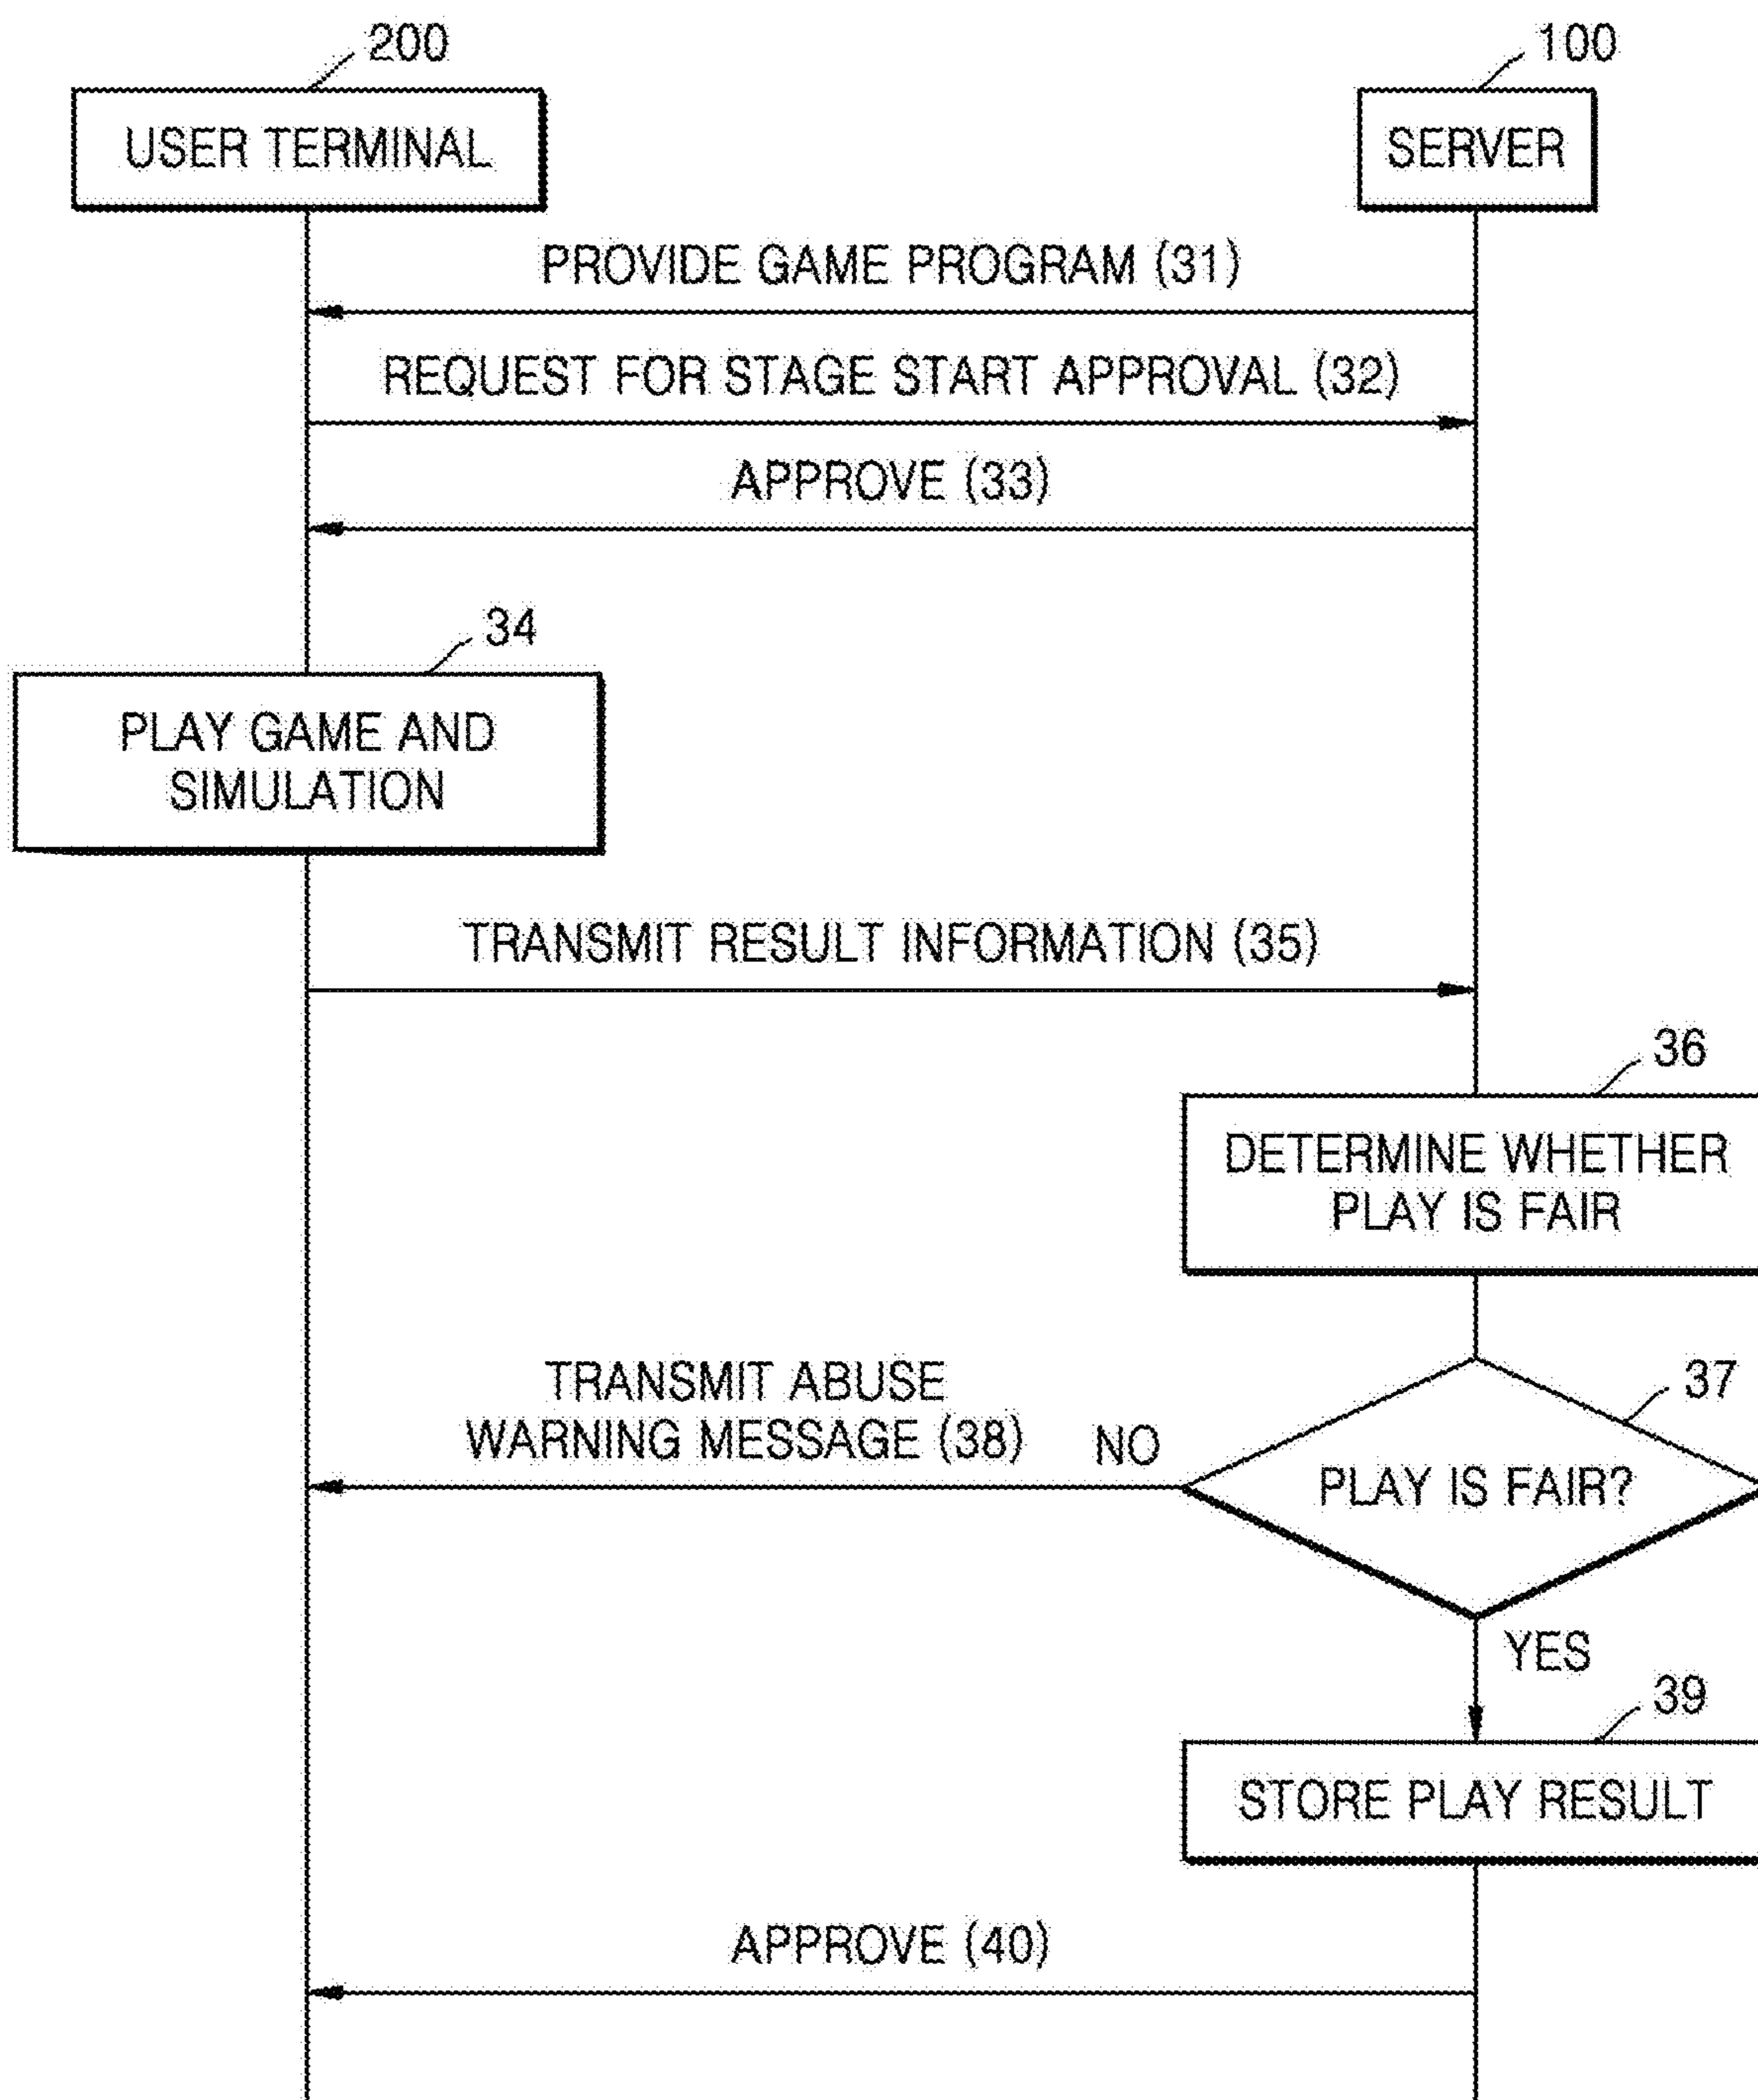 200
100
USER TERMINAL
SERVER
PROVIDE GAME PROGRAM (31)
REQUEST FOR STAGE START APPROVAL (32)
APPROVE (33)
34
PLAY GAME AND
SIMULATION
TRANSMIT RESULT INFORMATION (35)
36
DETERMINE WHETHER
PLAY IS FAIR
TRANSMIT ABUSE
WARNING MESSAGE (38)
NO
37
PLAY IS FAIR?
YES
39
STORE PLAY RESULT
APPROVE (40)